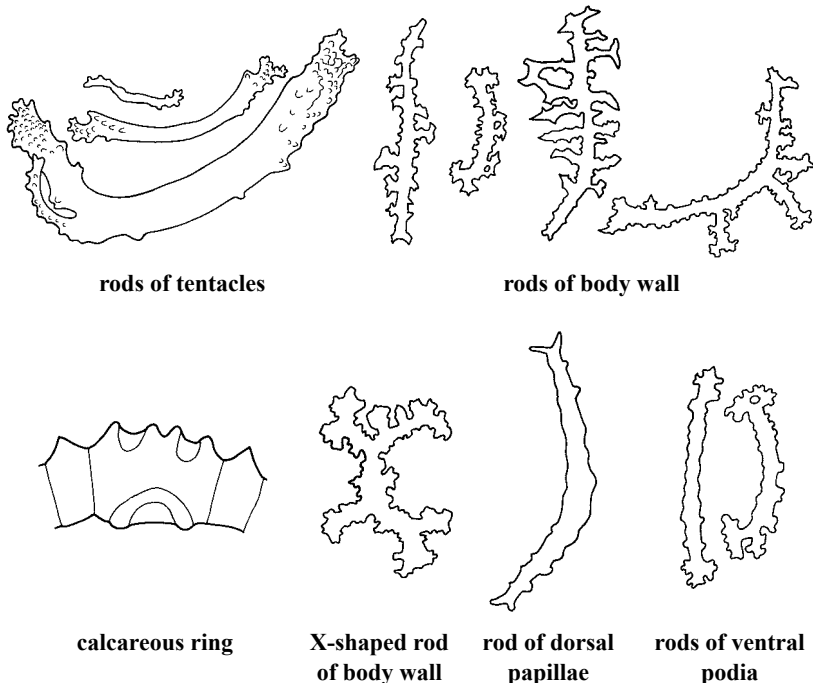 rods of tentacles
rods of body wall
calcareous ring
X-shaped rod
of body wall
rod of dorsal
papillae
rods of ventral
podia